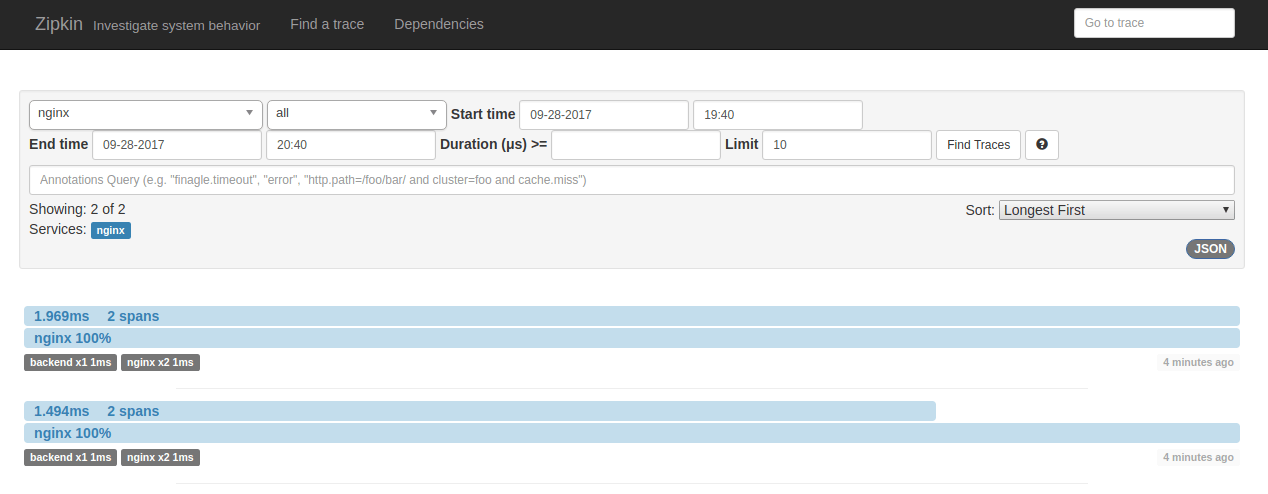 Zipkin Investigate system behavior Find a trace Dependencies Go to trace
nginx all Start time 09-28-2017 19:40
End time 09-28-2017 20:40 Duration (μs) >= Limit 10 Find Traces
Annotations Query (e.g. "finagle.timeout", "error", "http.path=/foo/bar/ and cluster=foo and cache.miss")
Showing: 2 of 2 Sort: Longest First
Services: nginx
JSON
1.969ms 2 spans
nginx 100%
backend x1 1ms nginx x2 1ms 4 minutes ago
1.494ms 2 spans
nginx 100%
backend x1 1ms nginx x2 1ms 4 minutes ago